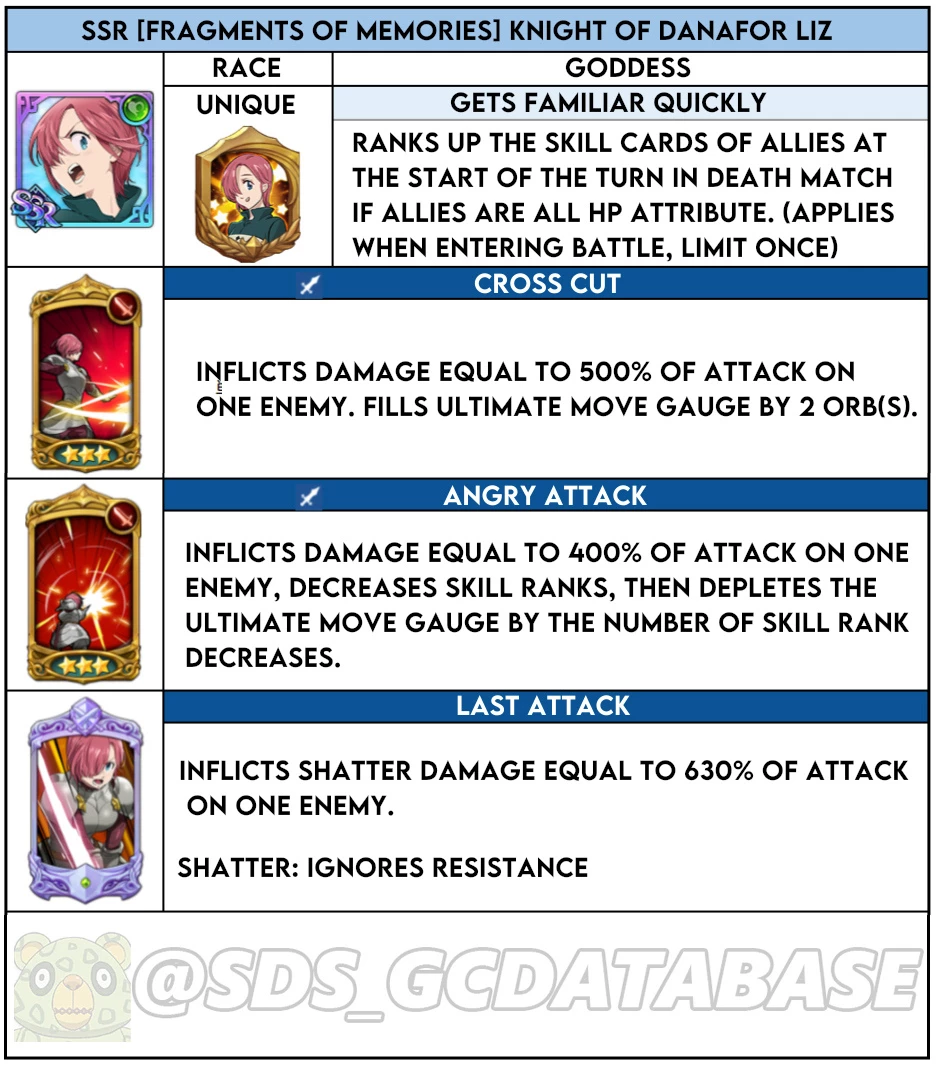 SSR [FRAGMENTS OF MEMORIES] KNIGHT OF DANAFOR LIZ
RACE
GODDESS
SSR
UNIQUE
GETS FAMILIAR QUICKLY
RANKS UP THE SKILL CARDS OF ALLIES AT
THE START OF THE TURN IN DEATH MATCH
IF ALLIES ARE ALL HP ATTRIBUTE. (APPLIES
WHEN ENTERING BATTLE, LIMIT ONCE)
CROSS CUT
INFLICTS DAMAGE EQUAL TO 500% OF ATTACK ON
ONE ENEMY. FILLS ULTIMATE MOVE GAUGE BY 2 ORB(S).
ANGRY ATTACK
INFLICTS DAMAGE EQUAL TO 400% OF ATTACK ON ONE
ENEMY, DECREASES SKILL RANKS, THEN DEPLETES THE
ULTIMATE MOVE GAUGE BY THE NUMBER OF SKILL RANK
DECREASES.
LAST ATTACK
INFLICTS SHATTER DAMAGE EQUAL TO 630% OF ATTACK
ON ONE ENEMY.
SHATTER: IGNORES RESISTANCE
@SDS_GCDATABASE